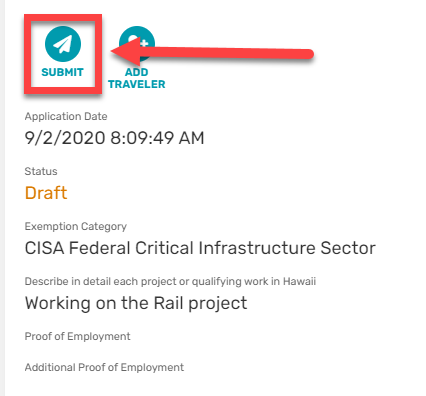 SUBMIT
ADD
TRAVELER
Application Date
9/2/2020 8:09:49 AM
Status
Draft
Exemption Category
CISA Federal Critical Infrastructure Sector
Describe in detail each project or qualifying work in Hawaii
Working on the Rail project
Proof of Employment
Additional Proof of Employment